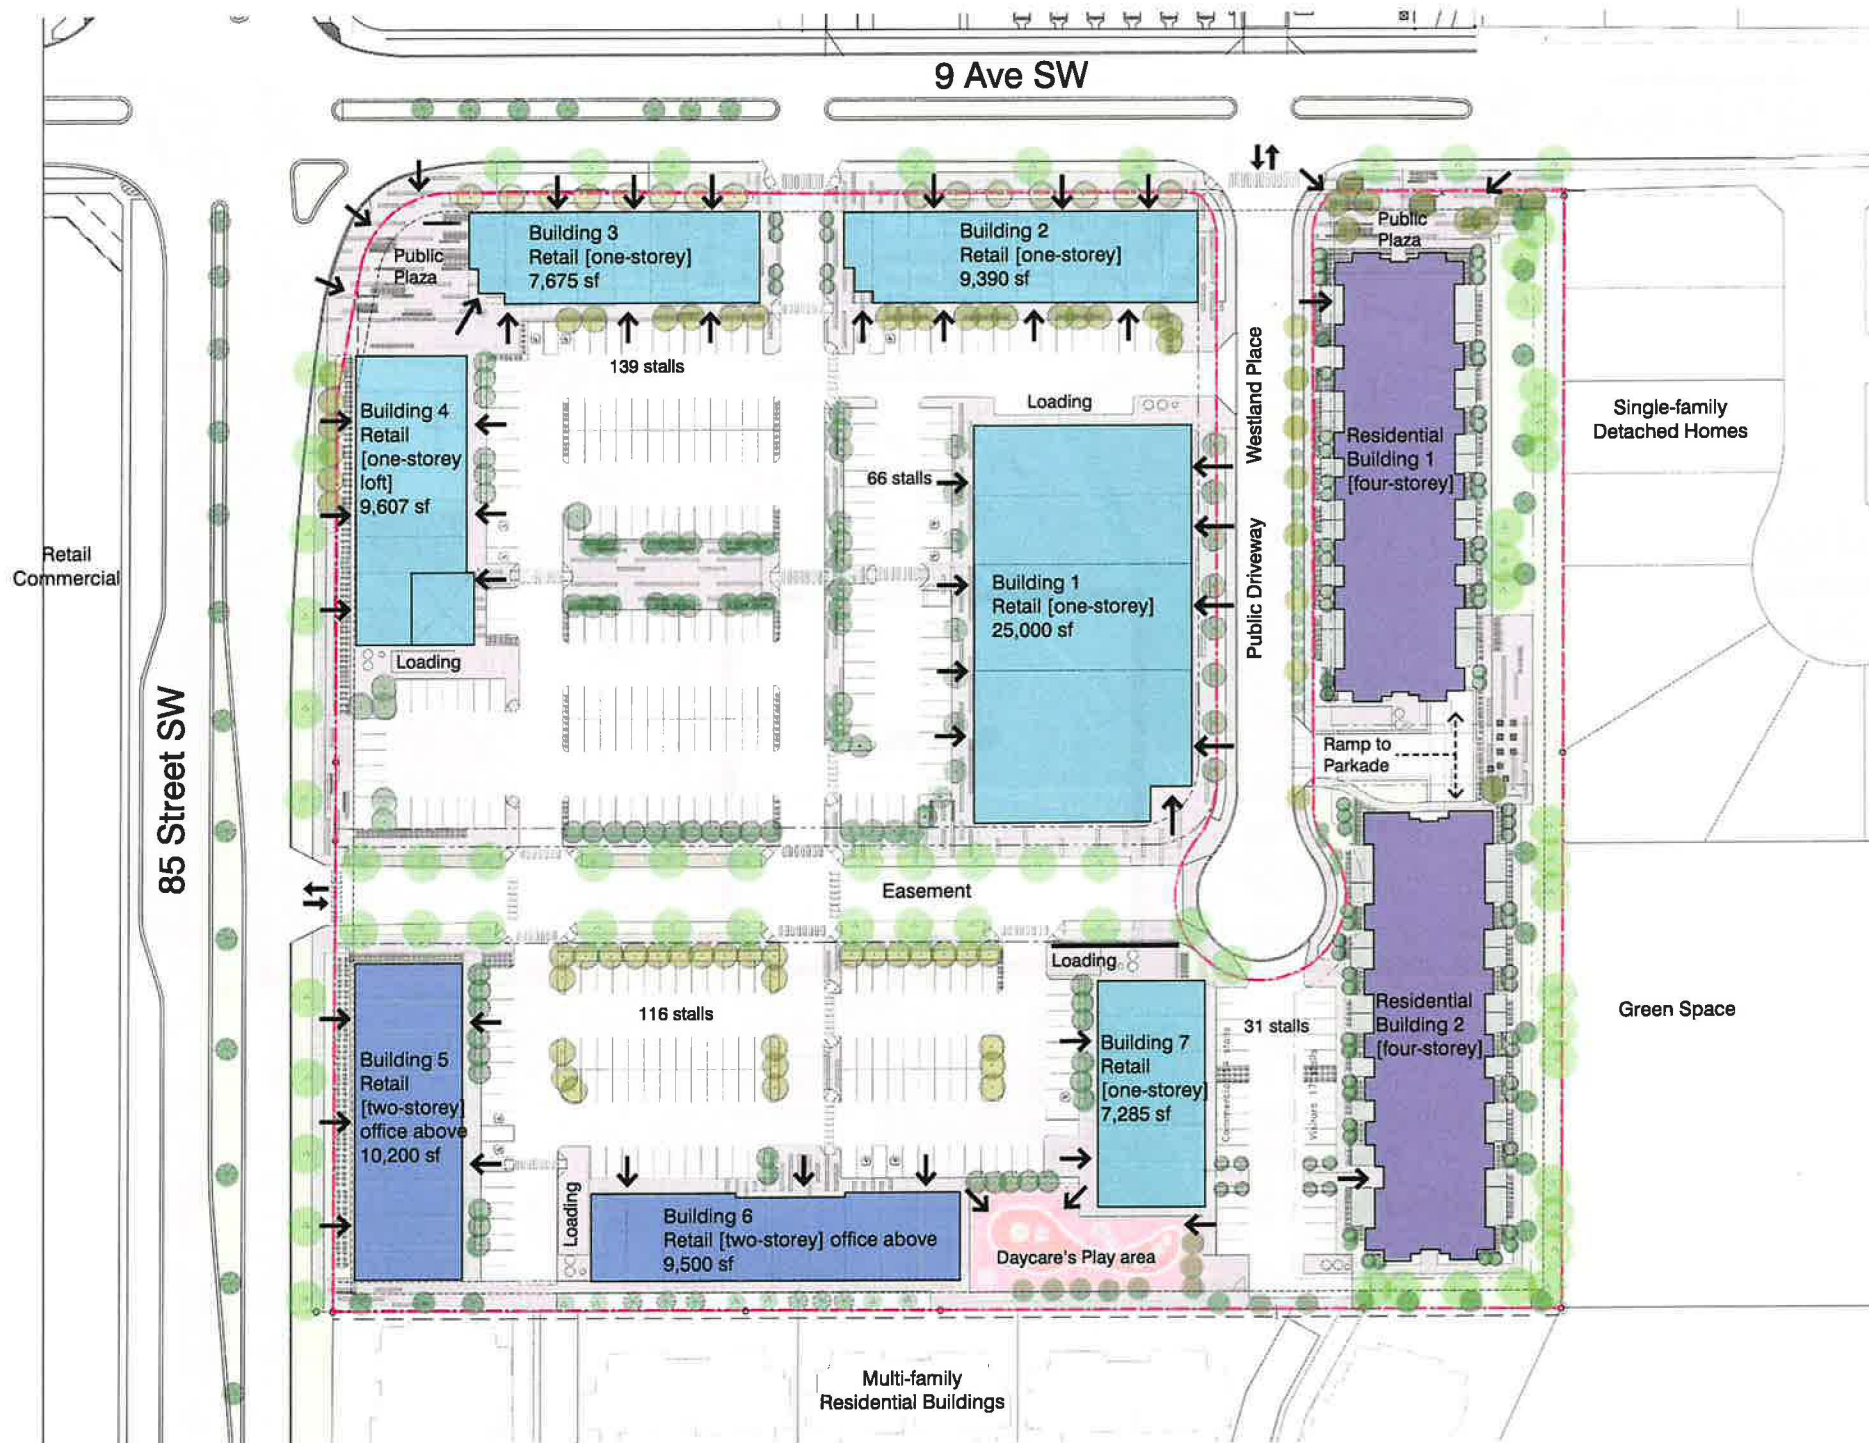 9 Ave SW
Building 3
Retail [one-storey]
7,675 sf
Building 2
Retail [one-storey]
9,390 sf
Public
Plaza
Public
Plaza
139 stalls
Loading
Building 4
Retail
[one-storey
loft]
9,607 sf
66 stalls
Westland Place
Public Driveway
Residential
Building 1
[four-storey]
Single-family
Detached Homes
Retail
Commercial
Building 1
Retail [one-storey]
25,000 sf
Loading
85 Street SW
Ramp to
Parkade
Easement
Loading
116 stalls
31 stalls
Residential
Building 2
[four-storey]
Green Space
Building 5
Retail
[two-storey]
office above
10,200 sf
Building 7
Retail
[one-storey]
7,285 sf
Loading
Building 6
Retail [two-storey] office above
9,500 sf
Daycare's Play area
Multi-family
Residential Buildings